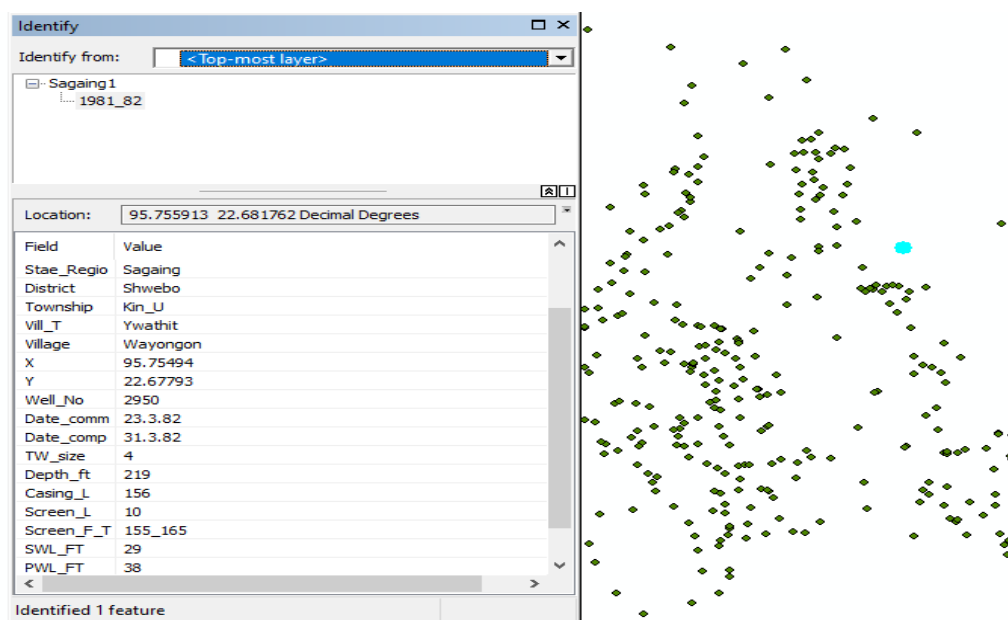 Identify
Identify from: <Top-most layer>
Sagaing1
1981_82
Location: 95.755913 22.681762 Decimal Degrees
Field Value
Stae_Regio Sagaing
District Shwebo
Township Kin_U
Vill_T Ywathit
Village Wayongon
X 95.75494
Y 22.67793
Well_No 2950
Date_comm 23.3.82
Date_comp 31.3.82
TW_size 4
Depth_ft 219
Casing_L 156
Screen_L 10
Screen_F_T 155_165
SWL_FT 29
PWL_FT 38
Identified 1 feature